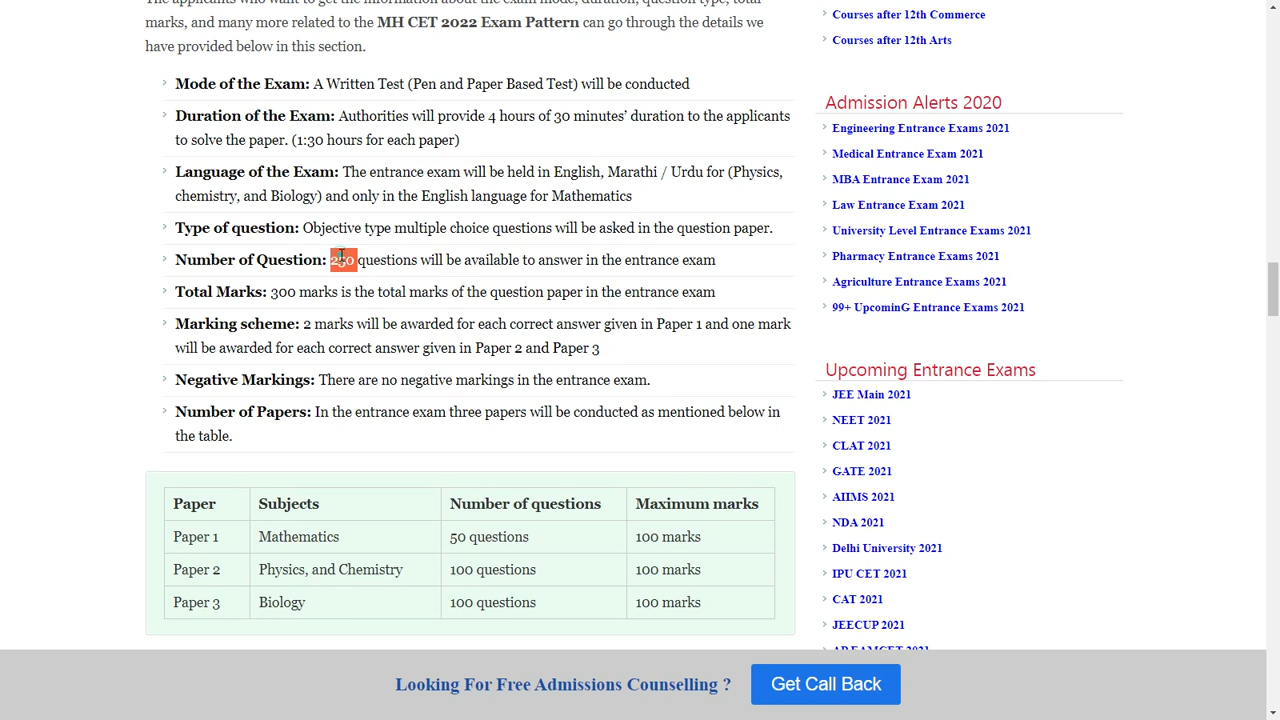 The applicants who want to get the information about the exam mode, duration, question type, total
marks, and many more related to the MH CET 2022 Exam Pattern can go through the details we
have provided below in this section.
Mode of the Exam: A Written Test (Pen and Paper Based Test) will be conducted
Duration of the Exam: Authorities will provide 4 hours of 30 minutes’ duration to the applicants
to solve the paper. (1:30 hours for each paper)
Language of the Exam: The entrance exam will be held in English, Marathi / Urdu for (Physics,
chemistry, and Biology) and only in the English language for Mathematics
Type of question: Objective type multiple choice questions will be asked in the question paper.
Number of Question: 250 questions will be available to answer in the entrance exam
Total Marks: 300 marks is the total marks of the question paper in the entrance exam
Marking scheme: 2 marks will be awarded for each correct answer given in Paper 1 and one mark
will be awarded for each correct answer given in Paper 2 and Paper 3
Negative Markings: There are no negative markings in the entrance exam.
Number of Papers: In the entrance exam three papers will be conducted as mentioned below in
the table.
Paper Subjects Number of questions Maximum marks
Paper 1 Mathematics 50 questions 100 marks
Paper 2 Physics, and Chemistry 100 questions 100 marks
Paper 3 Biology 100 questions 100 marks
Courses after 12th Commerce
Courses after 12th Arts
Admission Alerts 2020
Engineering Entrance Exams 2021
Medical Entrance Exam 2021
MBA Entrance Exam 2021
Law Entrance Exam 2021
University Level Entrance Exams 2021
Pharmacy Entrance Exams 2021
Agriculture Entrance Exams 2021
99+ UpcominG Entrance Exams 2021
Upcoming Entrance Exams
JEE Main 2021
NEET 2021
CLAT 2021
GATE 2021
AIIMS 2021
NDA 2021
Delhi University 2021
IPU CET 2021
CAT 2021
JEECUP 2021
Looking For Free Admissions Counselling ? Get Call Back